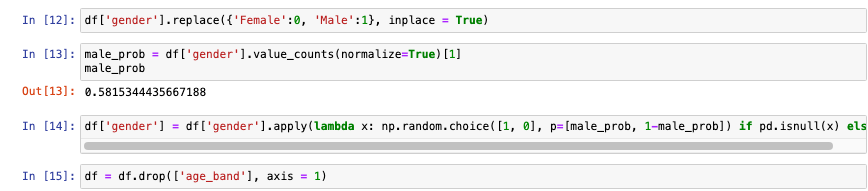 In [12]: df['gender'].replace({'Female':0, 'Male':1}, inplace = True)
In [13]: male_prob = df['gender'].value_counts(normalize=True)[1]
male_prob
Out[13]: 0.5815344435667188
In [14]: df['gender'] = df['gender'].apply(lambda x: np.random.choice([1, 0], p=[male_prob, 1-male_prob]) if pd.isnull(x) els
In [15]: df = df.drop(['age_band'], axis = 1)